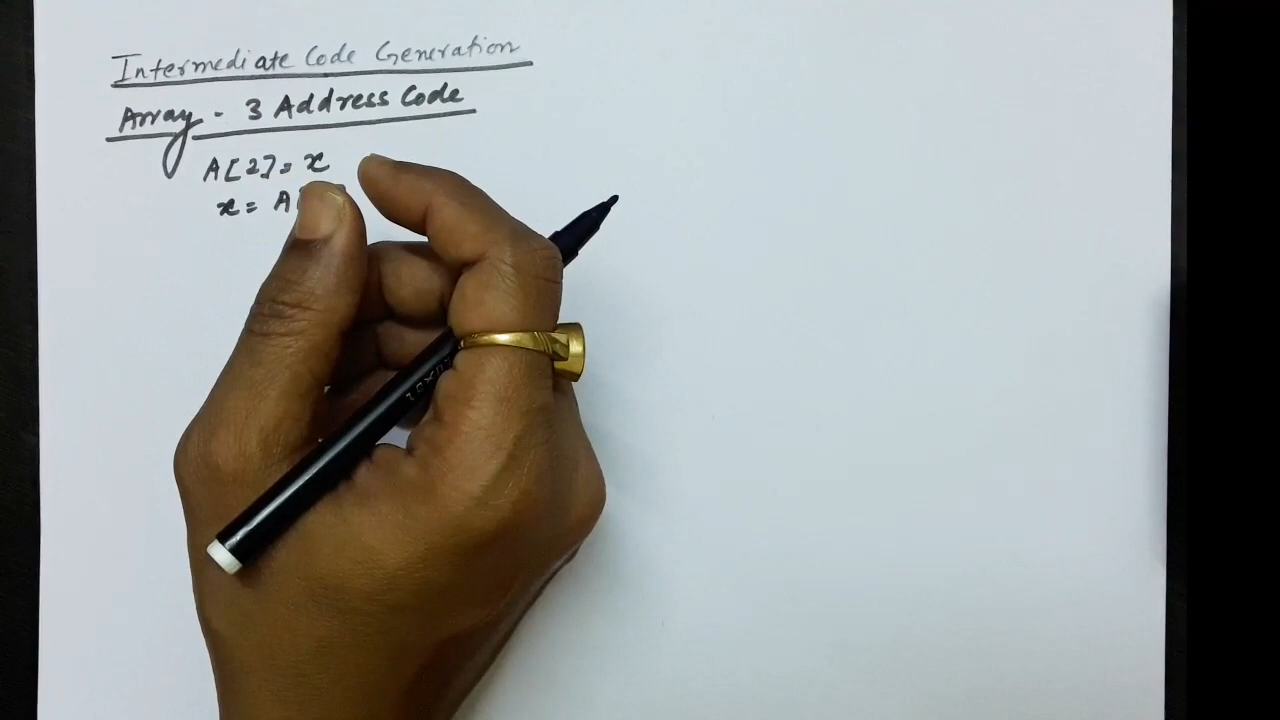 Intermediate Code Generation
Array - 3 Address Code
A[2] = x
x = A[